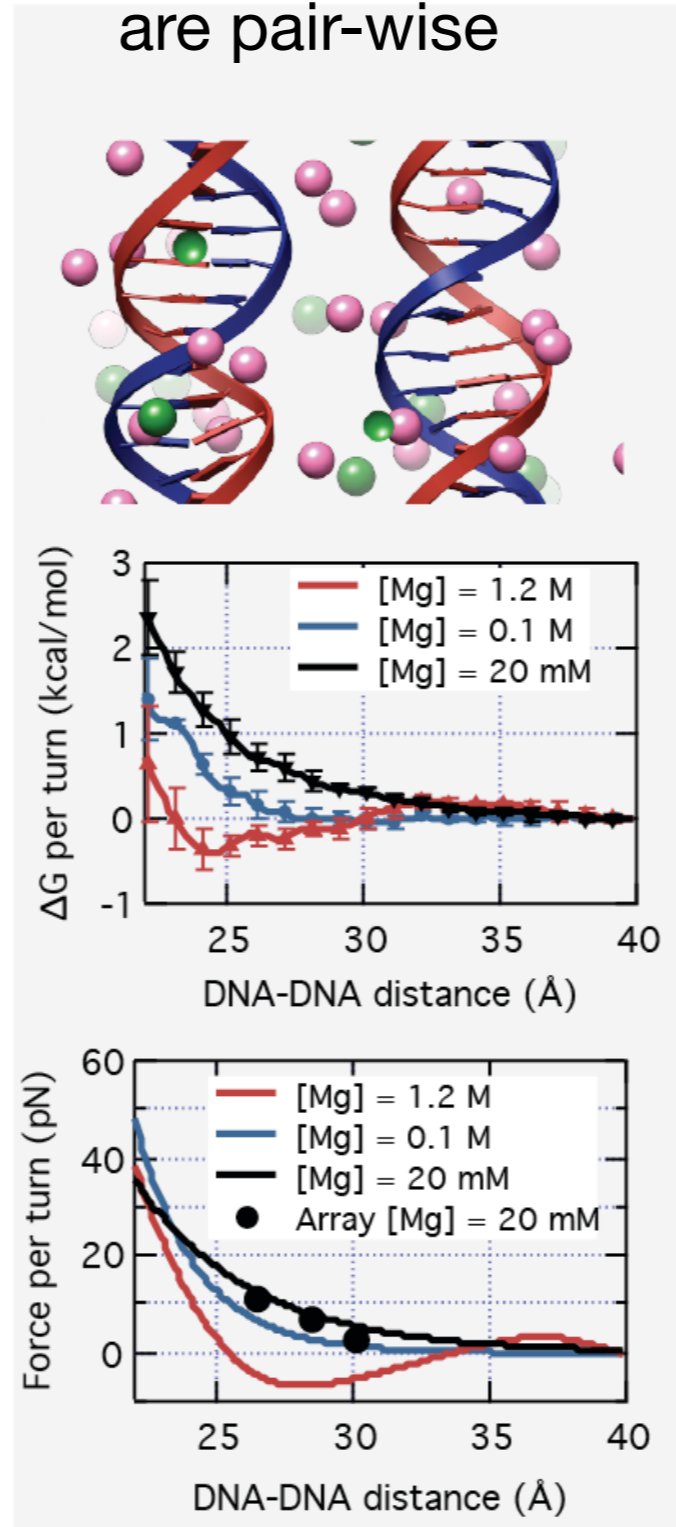 are pair-wise
ΔG per turn (kcal/mol)
3
2
1
0
-1
[Mg] = 1.2 M
[Mg] = 0.1 M
[Mg] = 20 mM
25 30 35 40
DNA-DNA distance (Å)
Force per turn (pN)
60
40
20
0
[Mg] = 1.2 M
[Mg] = 0.1 M
[Mg] = 20 mM
Array [Mg] = 20 mM
25 30 35 40
DNA-DNA distance (Å)